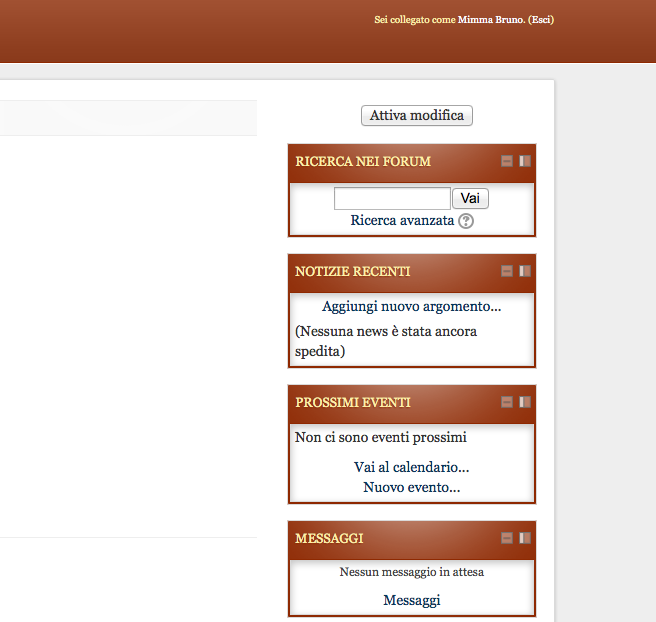 Sei collegato come Mimma Bruno. (Esci)
Attiva modifica
RICERCA NEI FORUM
Vai
Ricerca avanzata ?
NOTIZIE RECENTI
Aggiungi nuovo argomento...
(Nessuna news è stata ancora
spedita)
PROSSIMI EVENTI
Non ci sono eventi prossimi
Vai al calendario...
Nuovo evento...
MESSAGGI
Nessun messaggio in attesa
Messaggi